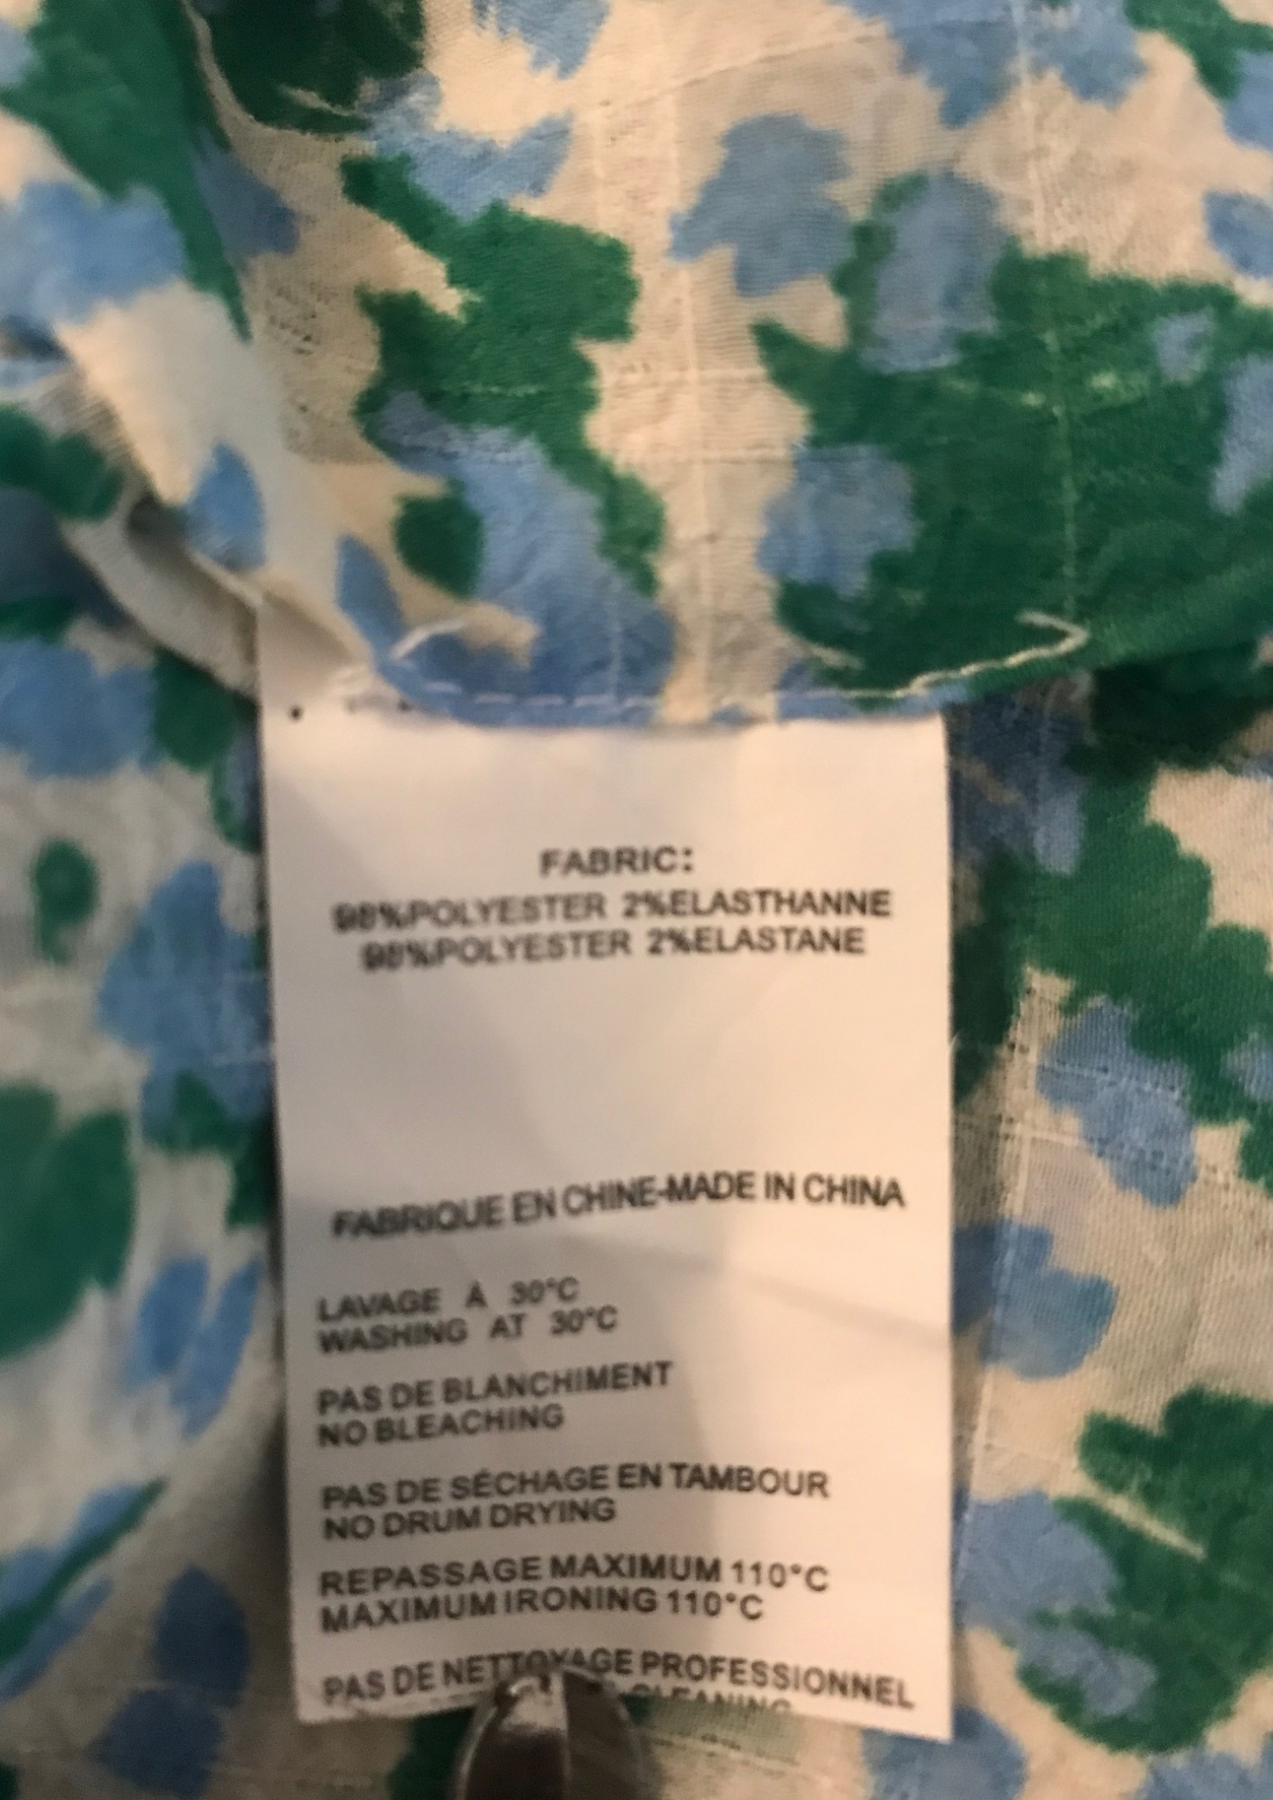 FABRIC:
98%POLYESTER 2%ELASTHANNE
98%POLYESTER 2%ELASTANE
FABRIQUE EN CHINE-MADE IN CHINA
LAVAGE À 30°C
WASHING AT 30°C
PAS DE BLANCHIMENT
NO BLEACHING
PAS DE SÉCHAGE EN TAMBOUR
NO DRUM DRYING
REPASSAGE MAXIMUM 110°C
MAXIMUM IRONING 110°C
PAS DE NETTOYAGE PROFESSIONNEL
CLEANING